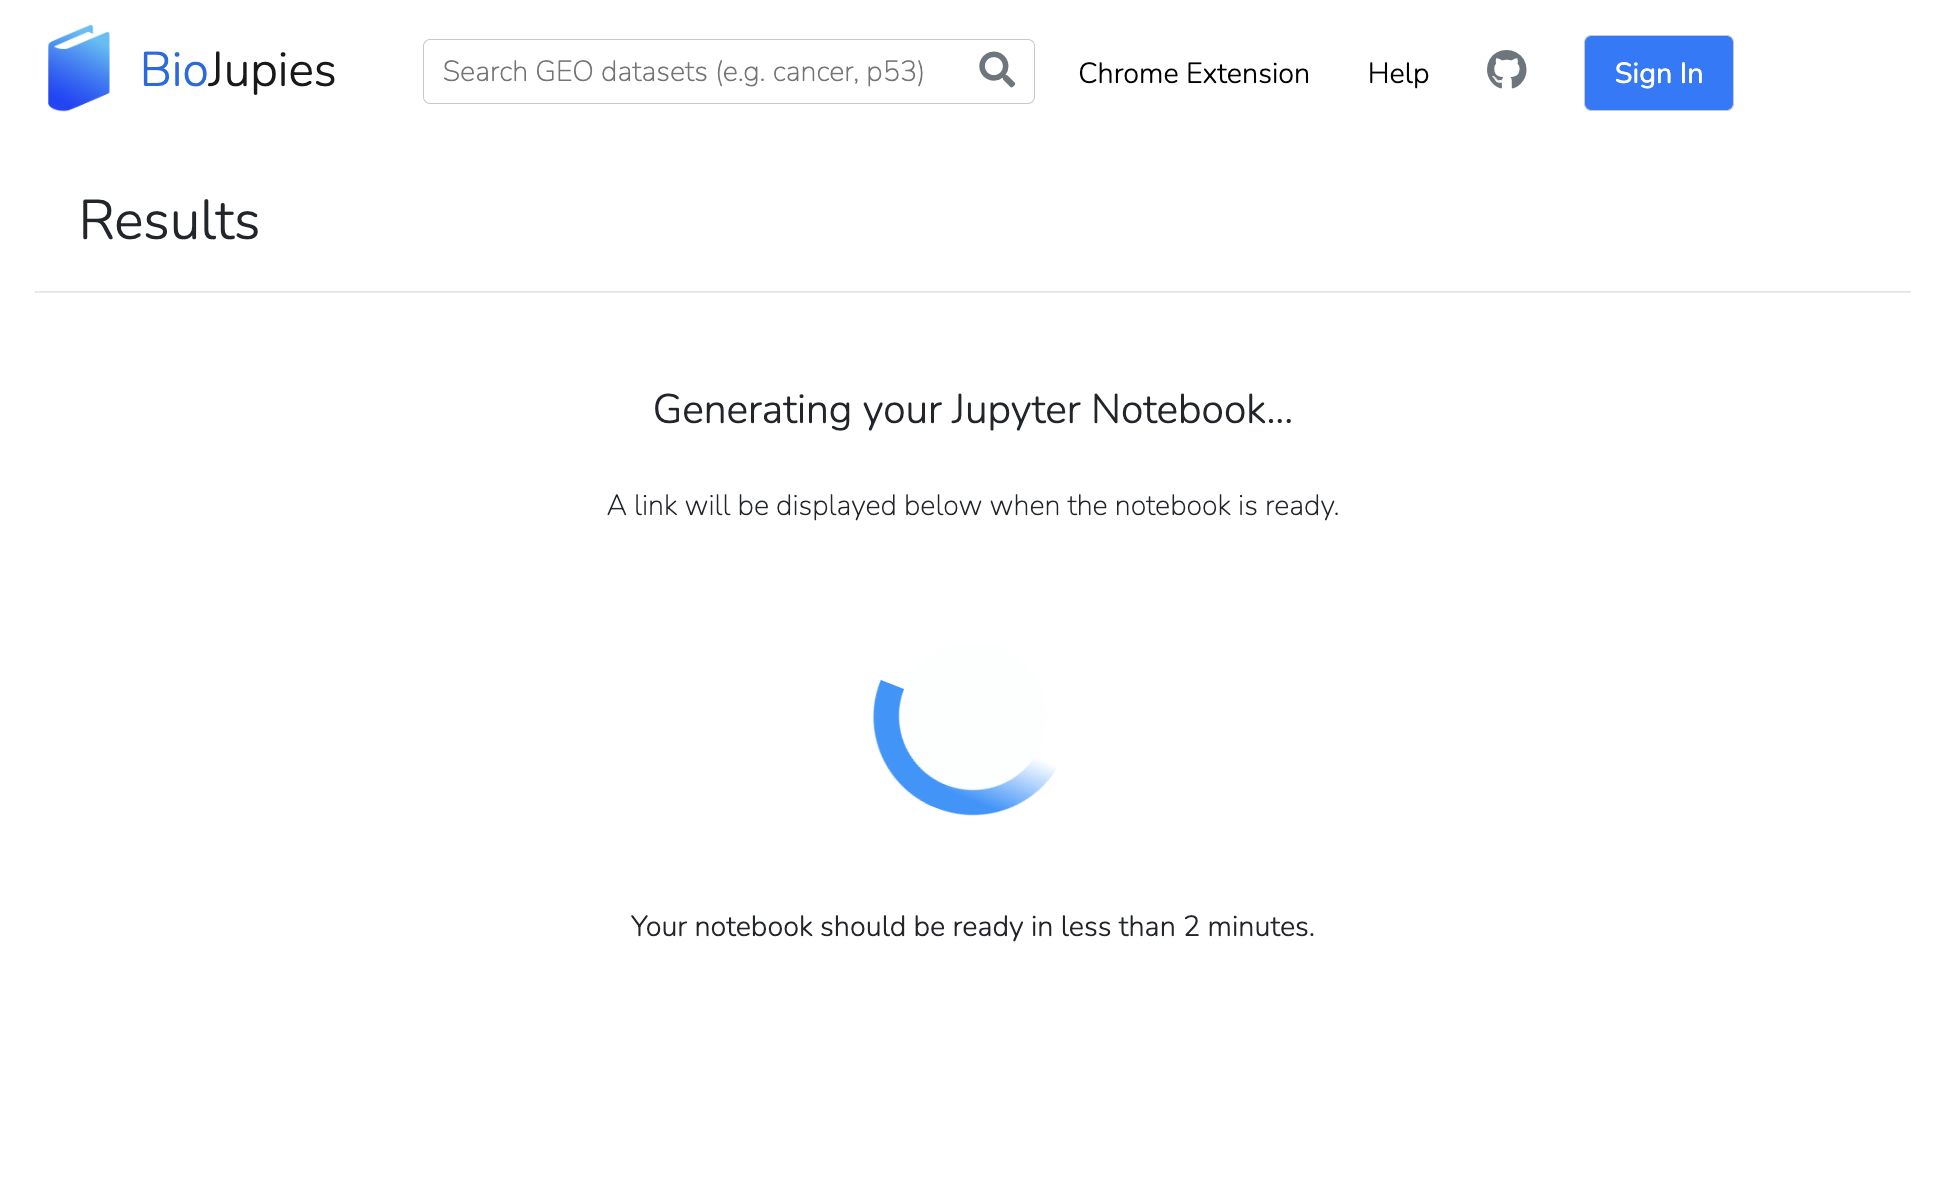 BioJupies
Search GEO datasets (e.g. cancer, p53)
Chrome Extension
Help
Sign In
Results
Generating your Jupyter Notebook...
A link will be displayed below when the notebook is ready.
Your notebook should be ready in less than 2 minutes.